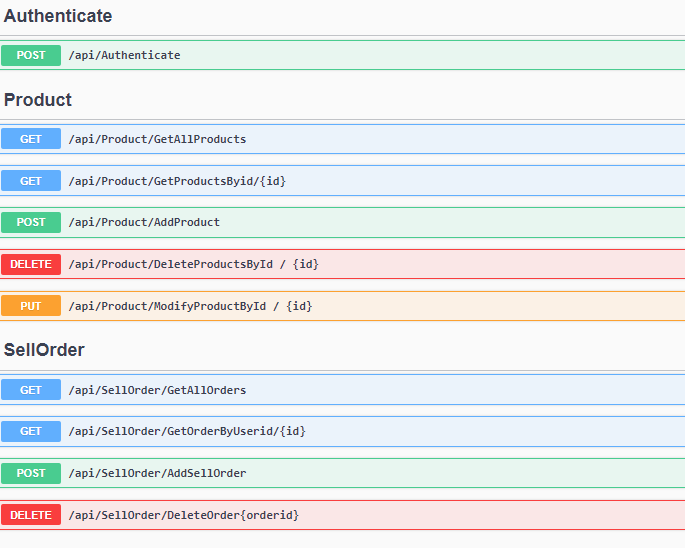 Authenticate
POST /api/Authenticate
Product
GET /api/Product/GetAllProducts
GET /api/Product/GetProductsByid/{id}
POST /api/Product/AddProduct
DELETE /api/Product/DeleteProductsById / {id}
PUT /api/Product/ModifyProductById / {id}
SellOrder
GET /api/SellOrder/GetAllOrders
GET /api/SellOrder/GetOrderByUserid/{id}
POST /api/SellOrder/AddSellOrder
DELETE /api/SellOrder/DeleteOrder{orderid}